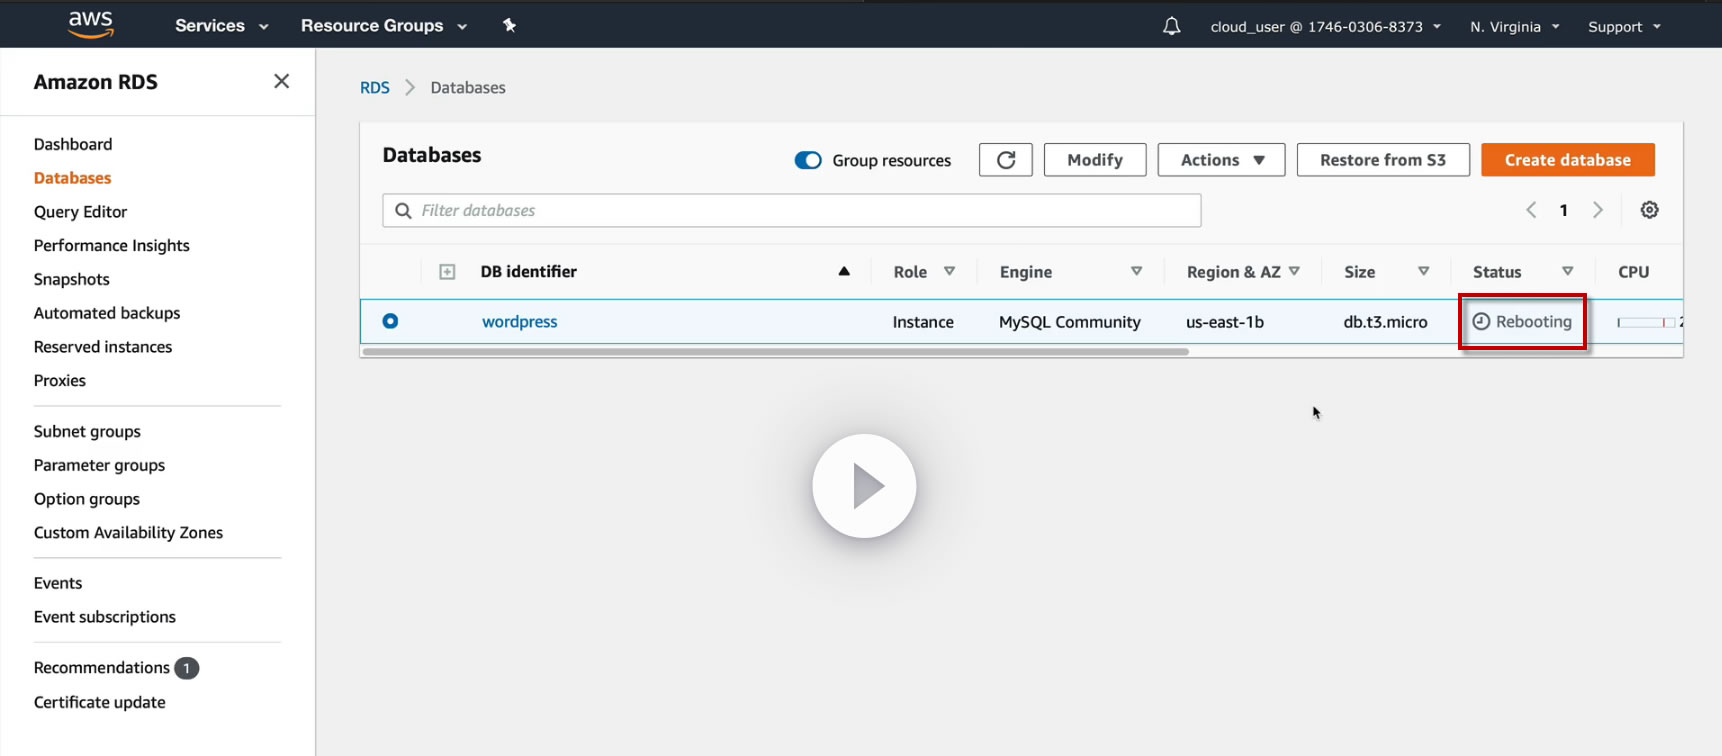 aws Services Resource Groups cloud_user @ 1746-0306-8373 N. Virginia Support
Amazon RDS
Dashboard
Databases
Query Editor
Performance Insights
Snapshots
Automated backups
Reserved instances
Proxies
Subnet groups
Parameter groups
Option groups
Custom Availability Zones
Events
Event subscriptions
Recommendations 1
Certificate update
RDS Databases
Databases Group resources Modify Actions Restore from S3 Create database
Filter databases 1
DB identifier Role Engine Region & AZ Size Status CPU
wordpress Instance MySQL Community us-east-1b db.t3.micro Rebooting